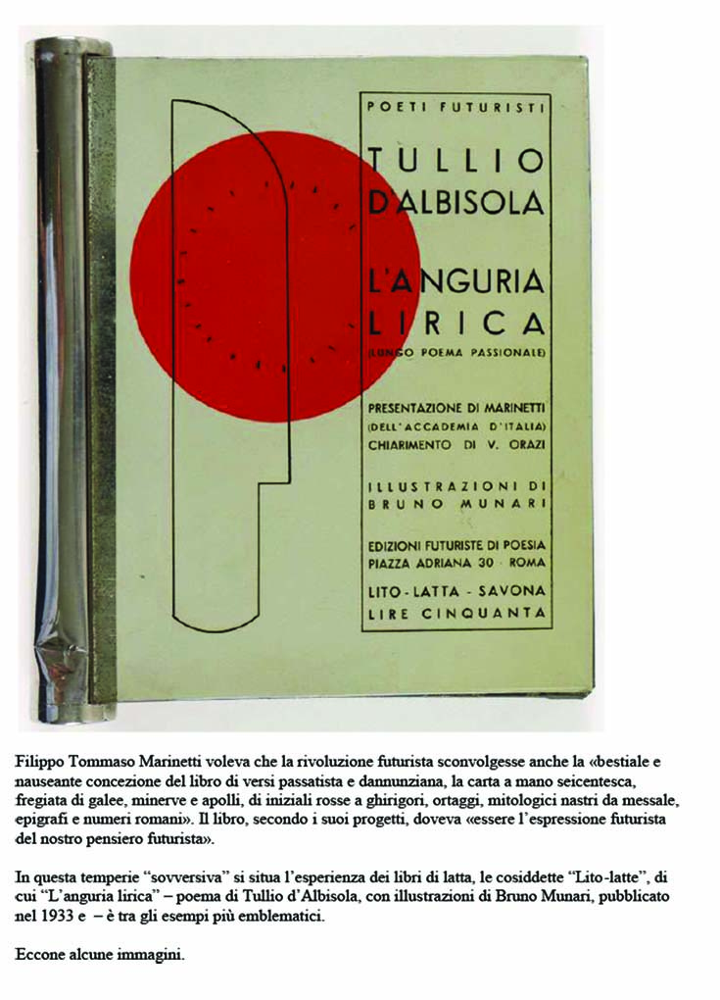 POETI FUTURISTI
TULLIO
D'ALBISOLA
L'ANGURIA
LIRICA
(LUNGO POEMA PASSIONALE)
PRESENTAZIONE DI MARINETTI
(DELL'ACCADEMIA D'ITALIA)
CHIARIMENTO DI V. ORAZI
ILLUSTRAZIONI DI
BRUNO MUNARI
EDIZIONI FUTURISTE DI POESIA
PIAZZA ADRIANA 30 · ROMA
LITO-LATTA - SAVONA
LIRE CINQUANTA
Filippo Tommaso Marinetti voleva che la rivoluzione futurista sconvolgesse anche la «bestiale e
nauseante concezione del libro di versi passatista e dannunziana, la carta a mano seicentesca,
fregiata di galee, minerve e apolli, di iniziali rosse a ghirigori, ortaggi, mitologici nastri da messale,
epigrafi e numeri romani». Il libro, secondo i suoi progetti, doveva «essere l'espressione futurista
del nostro pensiero futurista».
In questa temperie “sovversiva” si situa l'esperienza dei libri di latta, le cosiddette “Lito-latte”, di
cui “L'anguria lirica” – poema di Tullio d'Albisola, con illustrazioni di Bruno Munari, pubblicato
nel 1933 e – è tra gli esempi più emblematici.
Eccone alcune immagini.